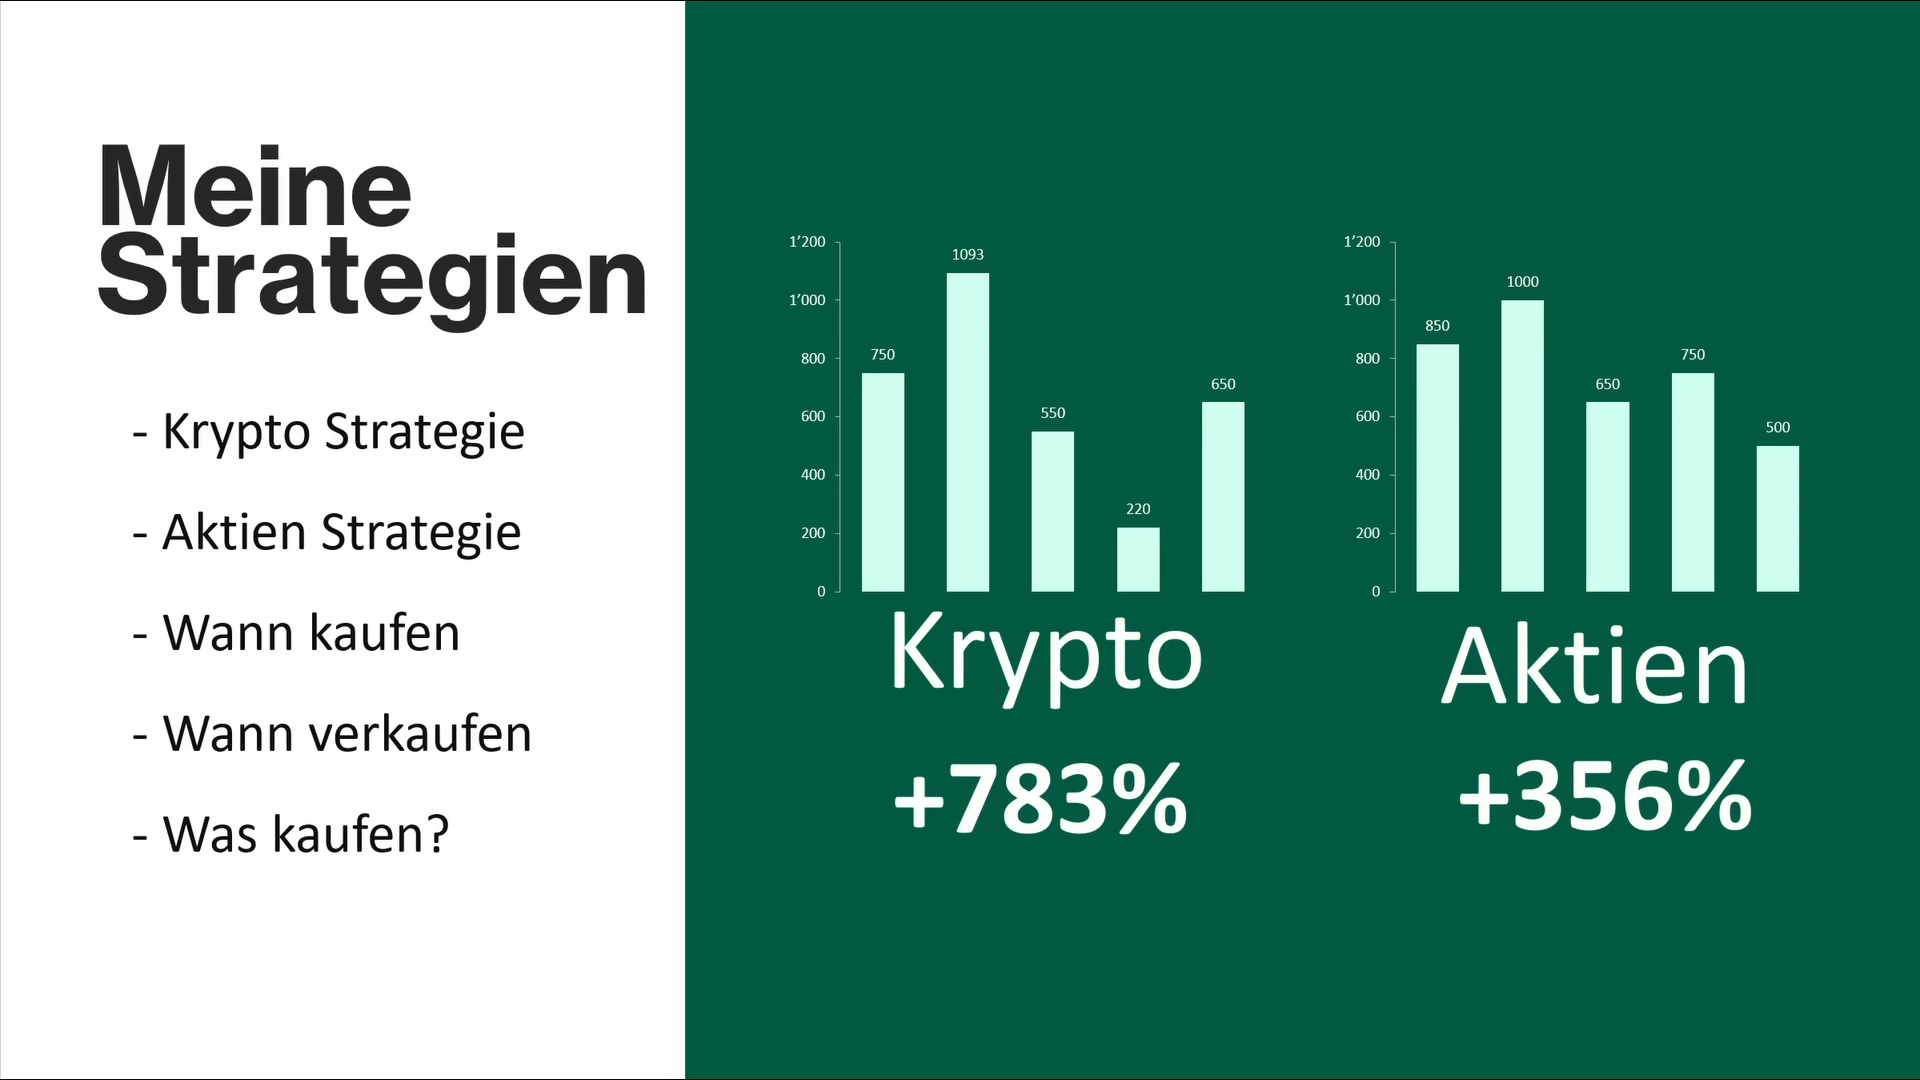 Meine
Strategien
- Krypto Strategie
- Aktien Strategie
- Wann kaufen
- Wann verkaufen
- Was kaufen?
1’200
1’000
800
600
400
200
0
750
1093
550
220
650
Krypto
+783%
1’200
1’000
800
600
400
200
0
850
1000
650
750
500
Aktien
+356%